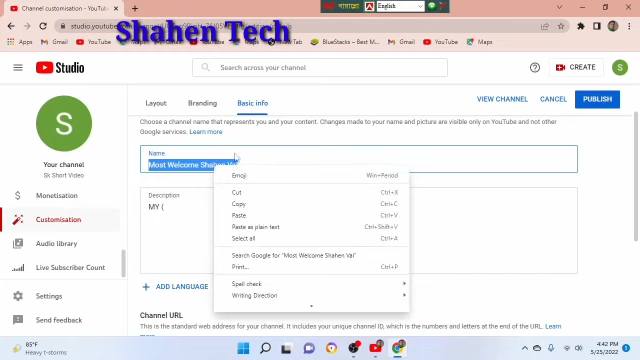 Channel customisation - YouTube
English
studio.youtube.com/channel/
Shahen Tech
Apps
Gmail
YouTube
Maps
Gmail
BlueStacks - Best...
YouTube
Maps
Studio
Search across your channel
CREATE
S
S
Your channel
Sk Short Video
Monetisation
Customisation
Audio library
Live Subscriber Count
Settings
Send feedback
Layout
Branding
Basic info
VIEW CHANNEL
CANCEL
PUBLISH
Choose a channel name that represents you and your content. Changes made to your name and picture are visible only on YouTube and not other
Google services. Learn more
Name
Most Welcome Shahen Vai
Description
MY (
Emoji
Win+Period
Cut
Ctrl+X
Copy
Ctrl+C
Paste
Ctrl+V
Paste as plain text
Ctrl+Shift+V
Select all
Ctrl+A
Search Google for "Most Welcome Shahen Vai"
Print...
Ctrl+P
Spell check
Writing Direction
ADD LANGUAGE
Channel URL
This is the standard web address for your channel. It includes your unique channel ID, which is the numbers and letters at the end of the URL. Learn
more
85°F
Heavy t-storms
4:42 PM
5/25/2022